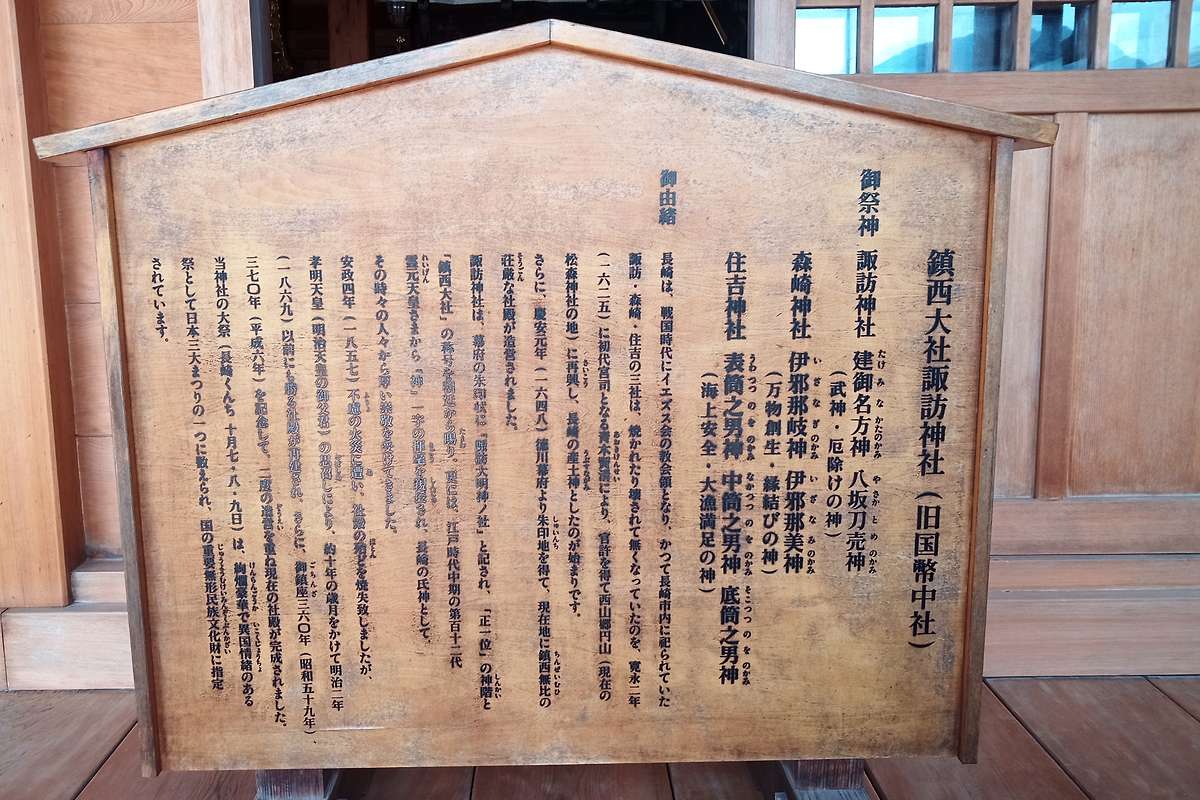 鎮西大社諏訪神社（旧国幣中社）
御祭神 諏訪神社 建御名方神 八坂刀売神
（武神・厄除けの神）
森崎神社 伊邪那岐神 伊邪那美神
（万物創生・縁結びの神）
住吉神社 表筒之男神 中筒之男神 底筒之男神
（海上安全・大漁満足の神）
御由緒
長崎は、戦国時代にイエズス会の教会領となり、かつて長崎市内に祀られていた
諏訪・森崎・住吉の三社は、焼かれたり壊されて無くなっていたのを、寛永二年
（一六二五）に初代宮司となる青木賢清により、官許を得て西山郷円山（現在の
松森神社の地）に再興し、長崎の産土神としたのが始まりです。
さらに、慶安元年（一六四八）徳川幕府より朱印地を得て、現在地に鎮西無比の
荘厳な社殿が造営されました。
諏訪神社は、幕府の朱印状に『諏訪大明神ノ社』と記され、「正一位」の神階と
『鎮西大社』の称号を朝廷から賜り、更には、江戸時代中期の第百十二代
霊元天皇さまから『神』一字の御を され、長崎の氏神として、
その時々の人々から厚い崇敬を受けてきました。
安政四年（一八五七）不慮の火災に遭い、社殿の殆どを焼失致しましたが、
孝明天皇（明治天皇の御父君）の思召しにより、約十年の歳月をかけて明治二年
（一八六九）以前にも勝る社殿が再建され、さらに、御鎮座三六〇年（昭和五十九年）、
三七〇年（平成六年）を記念して、二度の造営を重ね現在の社殿が完成されました。
当神社の大祭（長崎くんち 十月七・八・九日）は、絢爛豪華で異国情緒のある
祭として日本三大まつりの一つに数えられ、国の重要無形民族文化財に指定
されています。